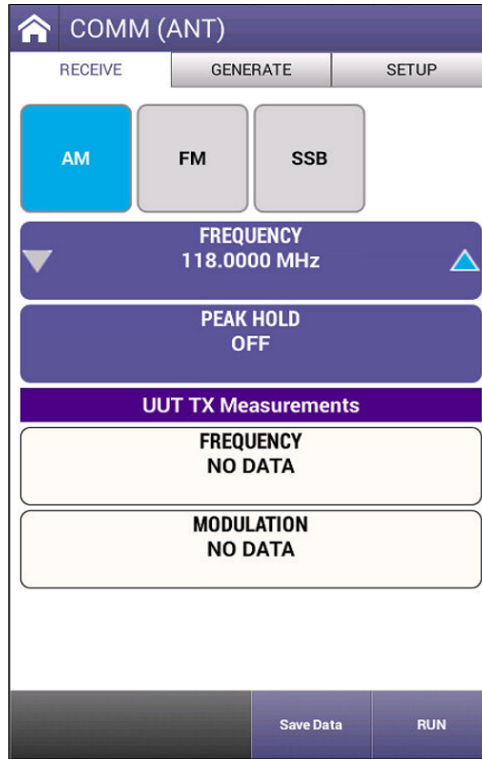 COMM (ANT)
RECEIVE GENERATE SETUP
AM FM SSB
FREQUENCY
118.0000 MHz
PEAK HOLD
OFF
UUT TX Measurements
FREQUENCY
NO DATA
MODULATION
NO DATA
Save Data RUN